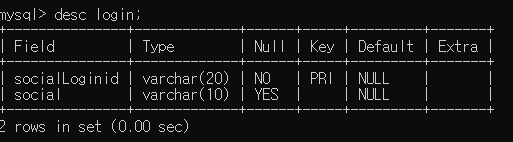 mysql> desc login;
+---------------+-------------+------+-----+---------+-------+
| Field         | Type        | Null | Key | Default | Extra |
+---------------+-------------+------+-----+---------+-------+
| socialLoginid | varchar(20) | NO   | PRI | NULL    |       |
| social        | varchar(10) | YES  |     | NULL    |       |
+---------------+-------------+------+-----+---------+-------+
2 rows in set (0.00 sec)